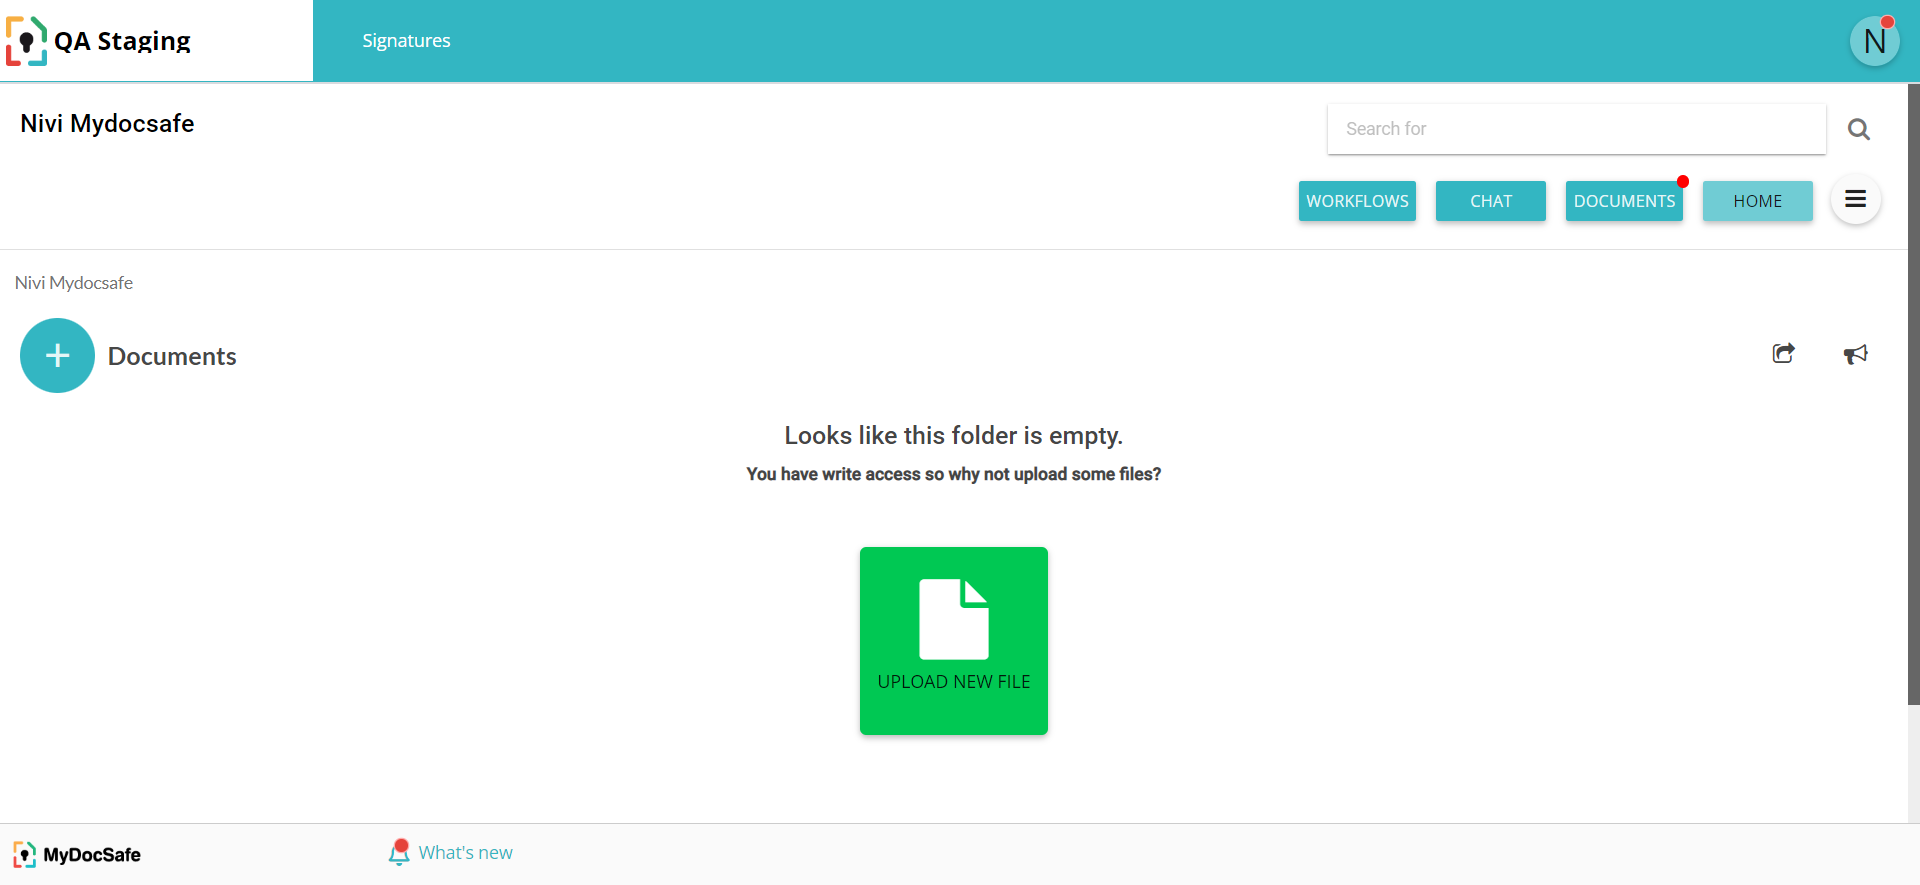 QA Staging
Signatures
N
Nivi Mydocsafe
Search for
WORKFLOWS
CHAT
DOCUMENTS
HOME
Nivi Mydocsafe
+ Documents
Looks like this folder is empty.
You have write access so why not upload some files?
UPLOAD NEW FILE
MyDocSafe
What's new